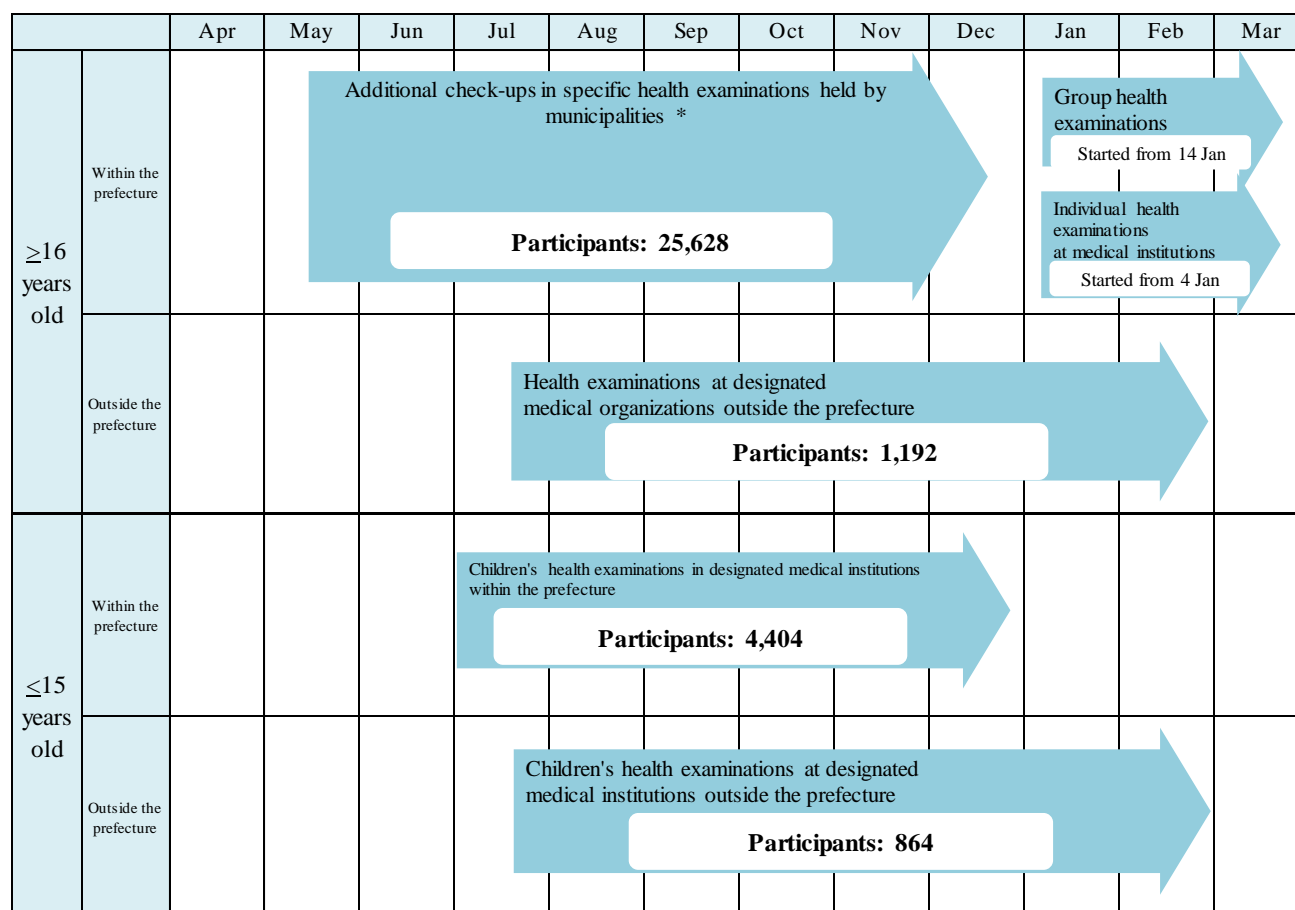 Apr May Jun Jul Aug Sep Oct Nov Dec Jan Feb Mar
≥16
years
old
Within the
prefecture
Additional check-ups in specific health examinations held by
municipalities *
Participants: 25,628
Group health
examinations
Started from 14 Jan
Individual health
examinations
at medical institutions
Started from 4 Jan
Outside the
prefecture
Health examinations at designated
medical organizations outside the prefecture
Participants: 1,192
≤15
years
old
Within the
prefecture
Children's health examinations in designated medical institutions
within the prefecture
Participants: 4,404
Outside the
prefecture
Children's health examinations at designated
medical institutions outside the prefecture
Participants: 864